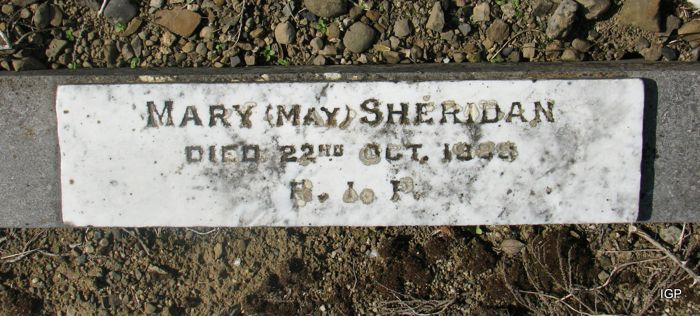 MARY (MAY) SHERIDAN
DIED 22ND OCT.
R. I. P.
IGP